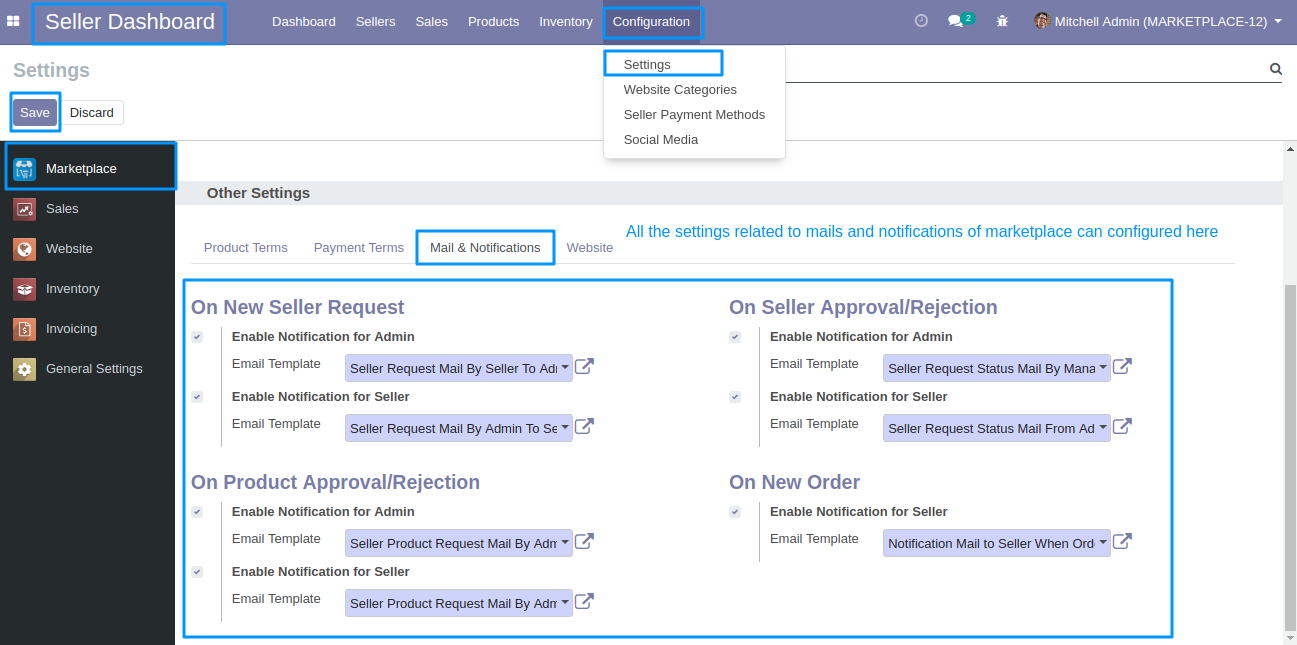 Seller Dashboard Dashboard Sellers Sales Products Inventory Configuration 2 Mitchell Admin (MARKETPLACE-12)
Settings
Save Discard
Settings
Website Categories
Seller Payment Methods
Social Media
Marketplace
Sales
Website
Inventory
Invoicing
General Settings
Other Settings
Product Terms Payment Terms Mail & Notifications Website
All the settings related to mails and notifications of marketplace can configured here
On New Seller Request
Enable Notification for Admin
Email Template Seller Request Mail By Seller To Adı
Enable Notification for Seller
Email Template Seller Request Mail By Admin To Se
On Seller Approval/Rejection
Enable Notification for Admin
Email Template Seller Request Status Mail By Mana
Enable Notification for Seller
Email Template Seller Request Status Mail From Ad
On Product Approval/Rejection
Enable Notification for Admin
Email Template Seller Product Request Mail By Adm
Enable Notification for Seller
Email Template Seller Product Request Mail By Adm
On New Order
Enable Notification for Seller
Email Template Notification Mail to Seller When Ord